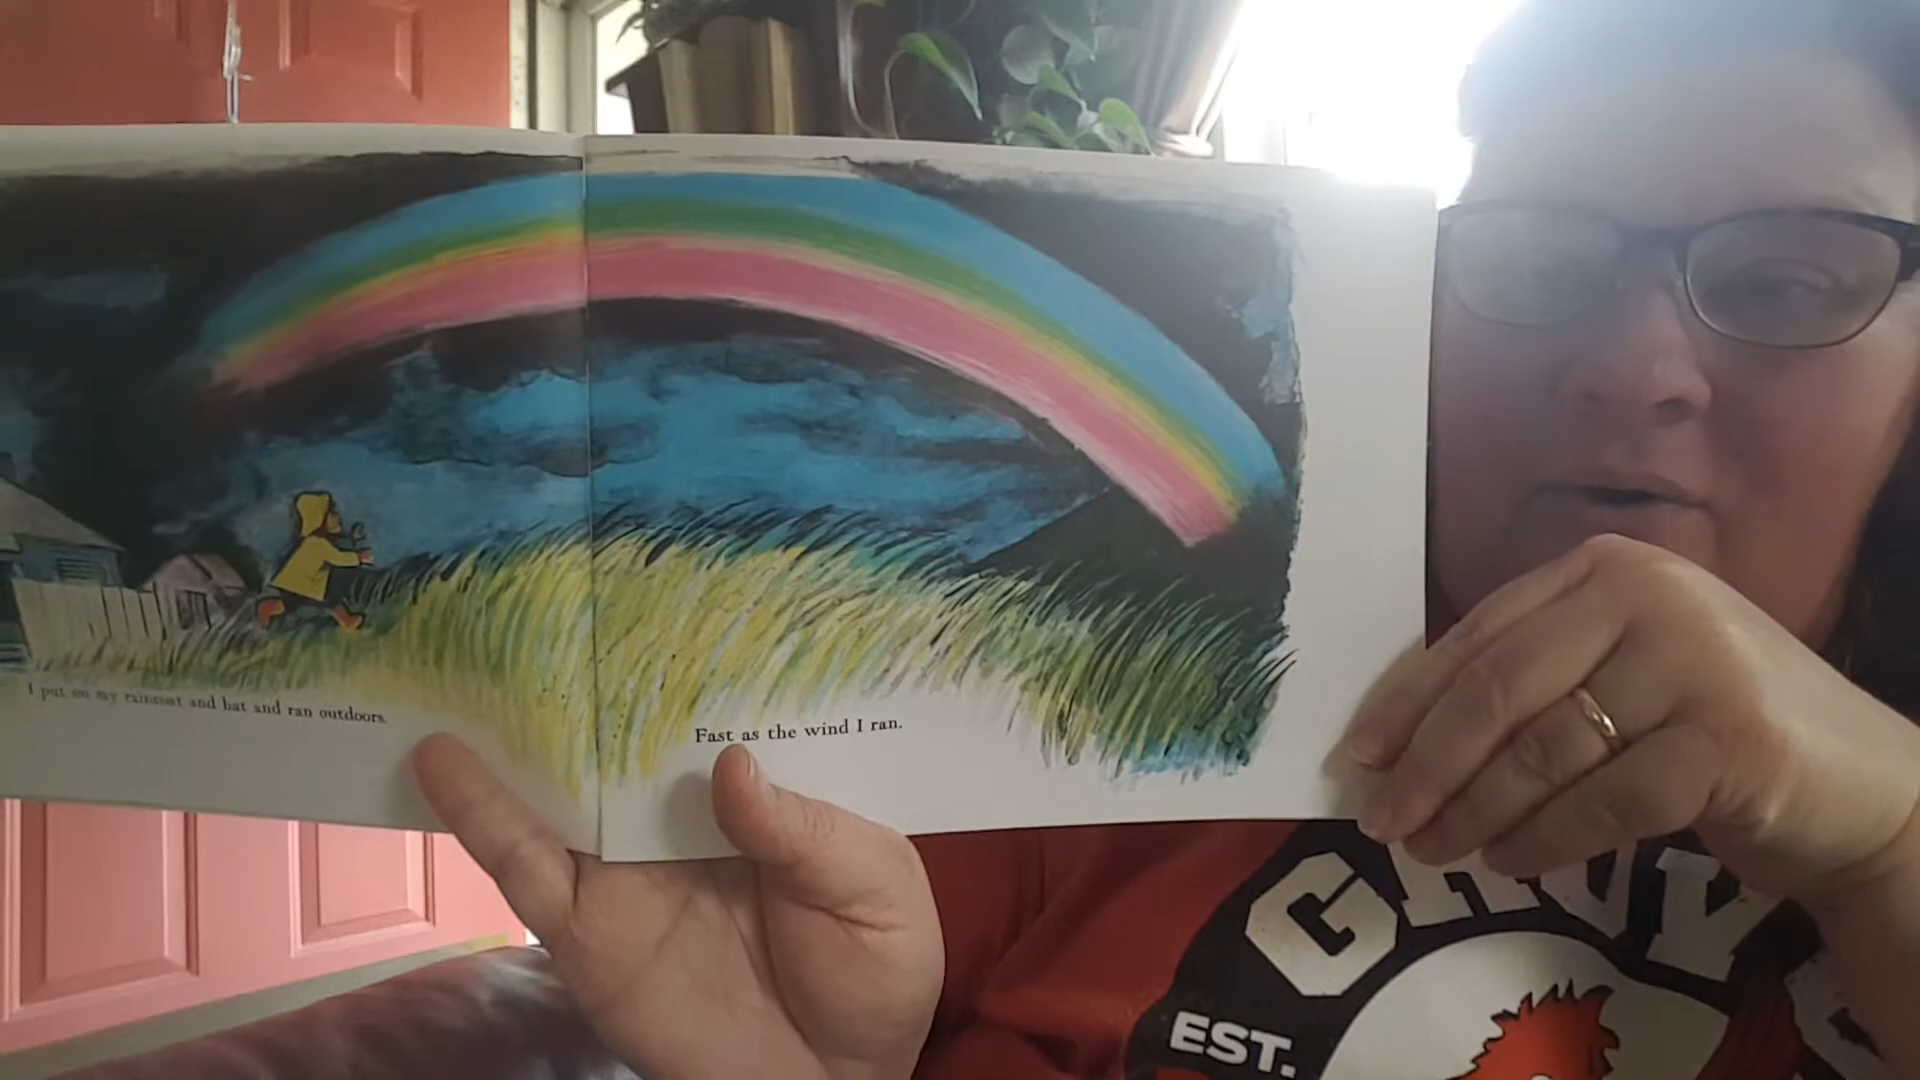 I put on my raincoat and hat and ran outdoors.
Fast as the wind I ran.
EST.